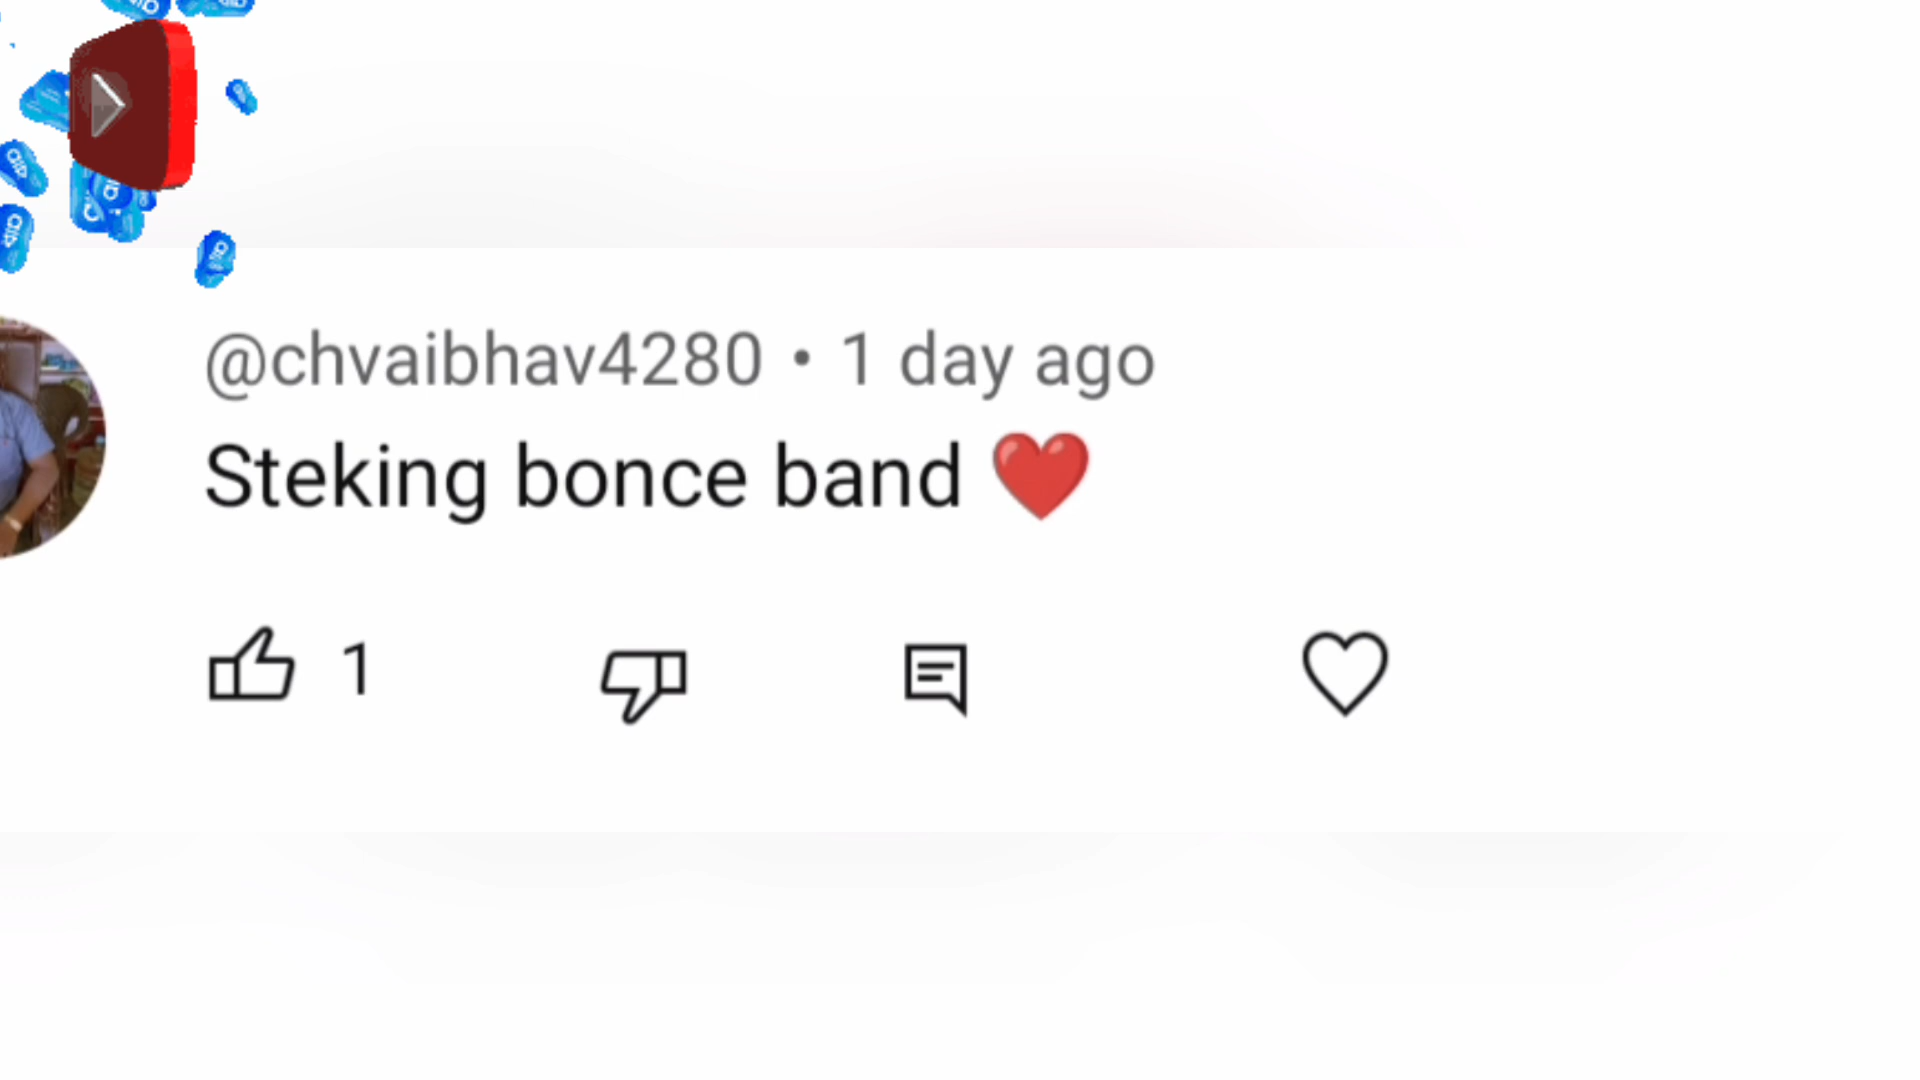 @chvaibhav4280 • 1 day ago
Steking bonce band ❤️
1